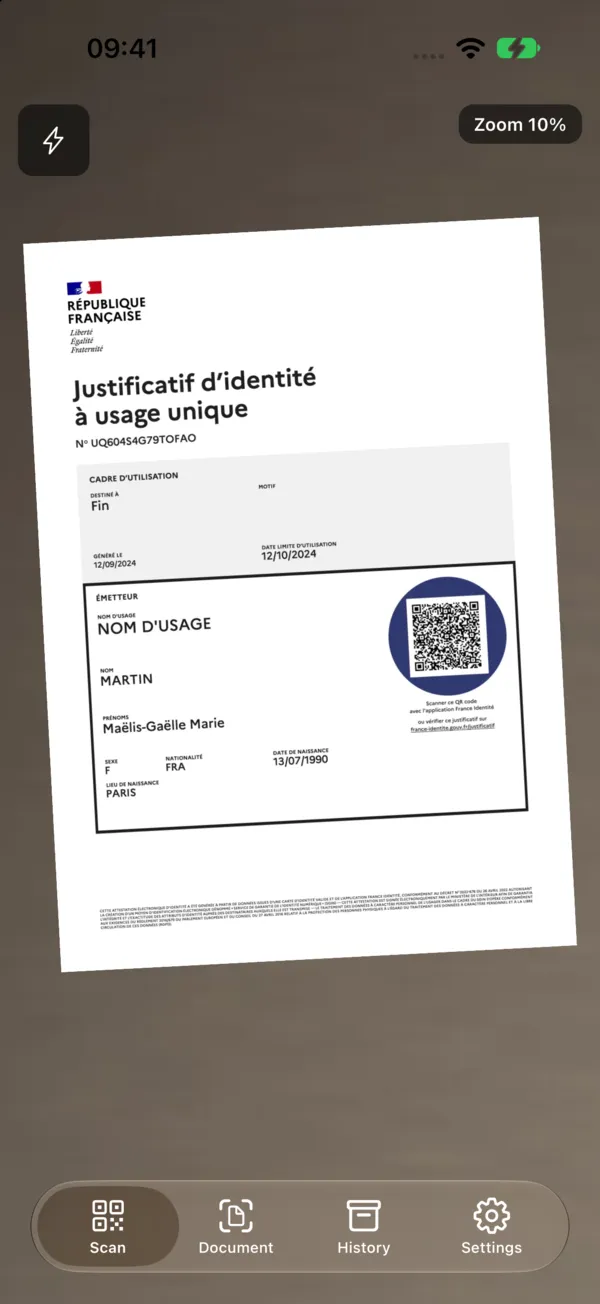 09:41
Zoom 10%
RÉPUBLIQUE
FRANÇAISE
Liberté
Égalité
Fraternité
Justificatif d'identité
à usage unique
N° UQ604S4G79TOFAO
CADRE D'UTILISATION
DESTINÉ À
MOTIF
Fin
GÉNÉRÉ LE
DATE LIMITE D'UTILISATION
12/09/2024
12/10/2024
ÉMETTEUR
NOM D'USAGE
NOM D'USAGE
NOM
MARTIN
PRÉNOMS
Maëlis-Gaëlle Marie
SEXE
NATIONALITÉ
DATE DE NAISSANCE
F
FRA
13/07/1990
LIEU DE NAISSANCE
PARIS
Scanner ce QR code
avec l'application France Identité
ou vérifier ce justificatif sur
france-identite.gouv.fr/justificatif
Scan
Document
History
Settings